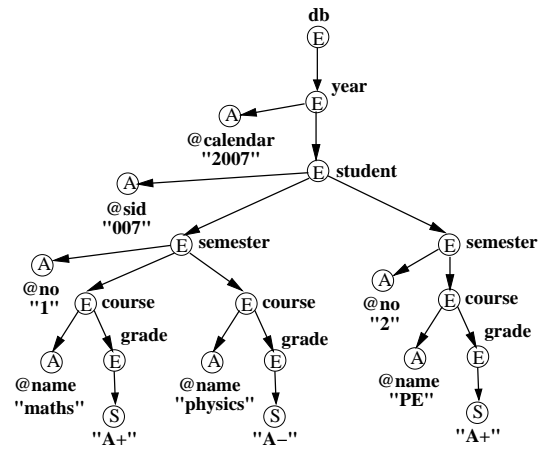 db
E
E year
A
@calendar
"2007"
E student
A
@sid
"007"
E semester
E semester
A
@no
"1"
A
@no
"2"
E course
E course
E course
grade
grade
grade
A
E
A
E
A
E
@name
"maths"
@name
"physics"
@name
"PE"
S
"A+"
S
"A-"
S
"A+"